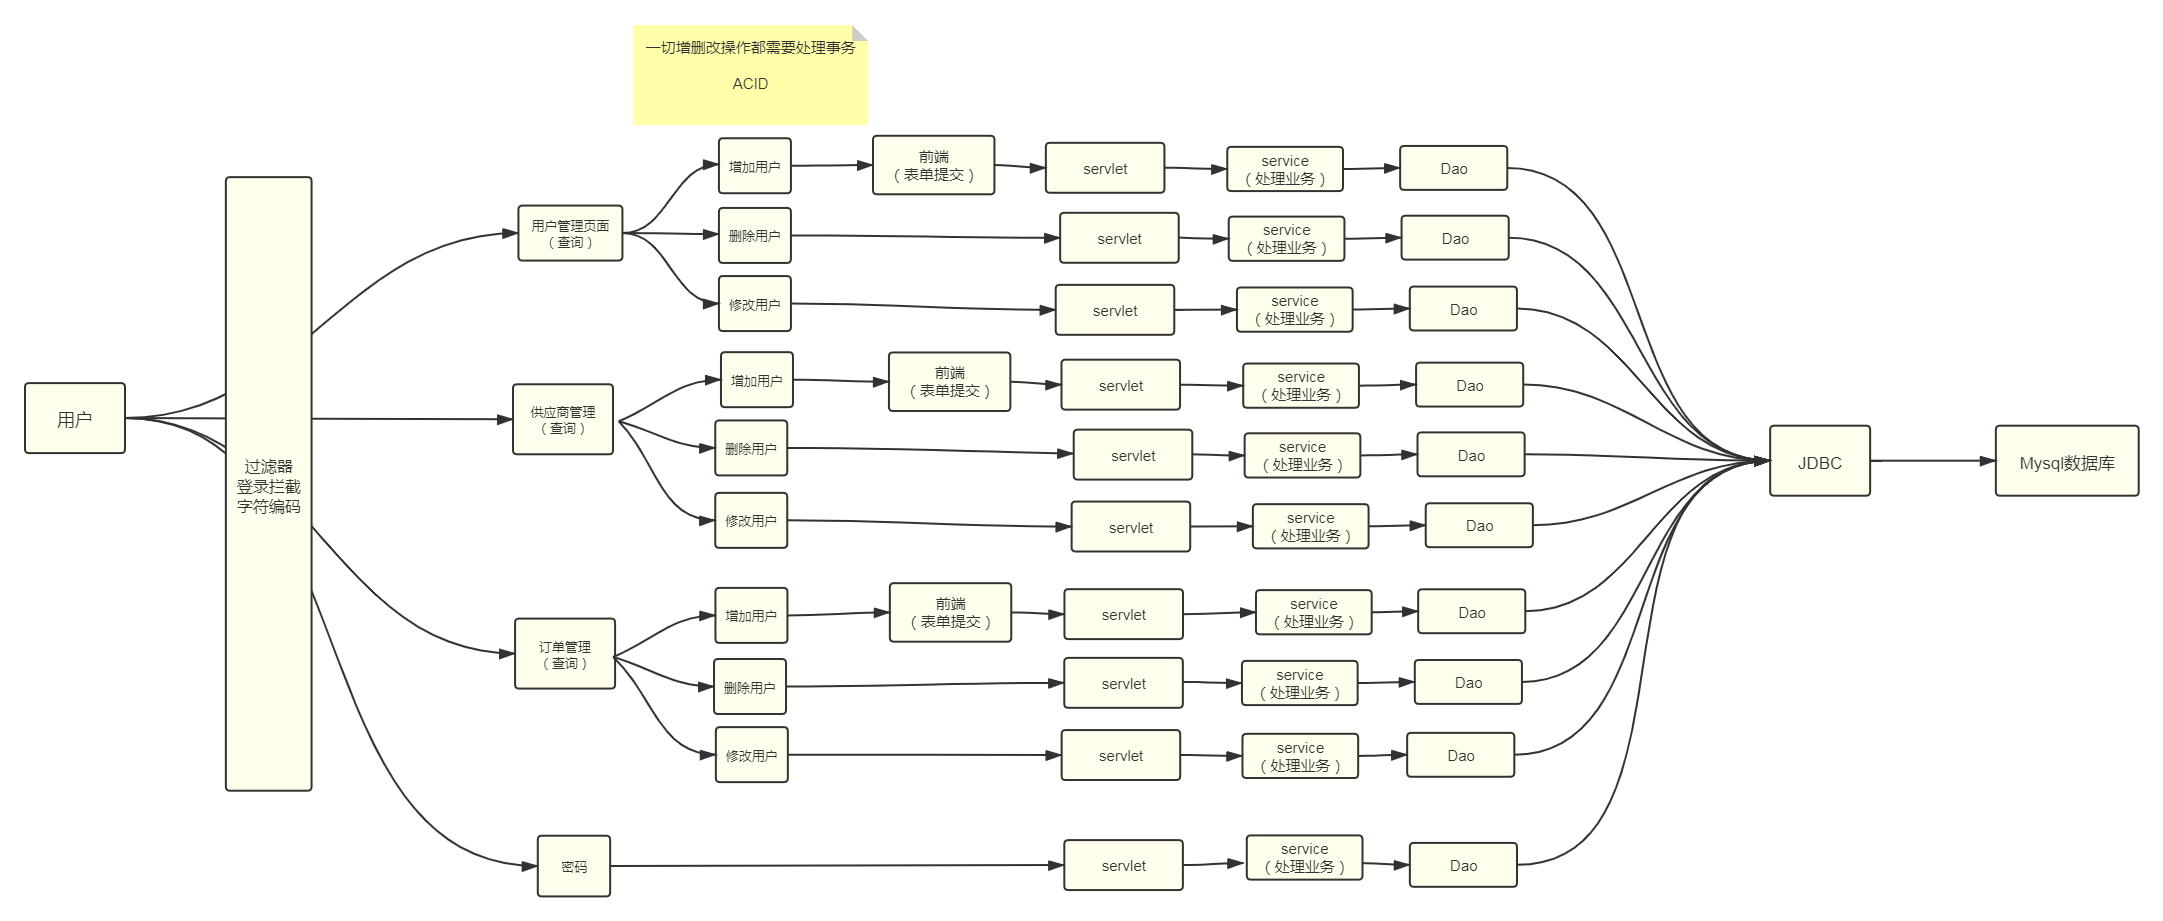 一切增删改操作都需要处理事务
ACID
用户
过滤器
登录拦截
字符编码
用户管理页面
（查询）
增加用户
前端
（表单提交）
servlet
service
（处理业务）
Dao
删除用户
servlet
service
（处理业务）
Dao
修改用户
servlet
service
（处理业务）
Dao
供应商管理
（查询）
增加用户
前端
（表单提交）
servlet
service
（处理业务）
Dao
删除用户
servlet
service
（处理业务）
Dao
修改用户
servlet
service
（处理业务）
Dao
订单管理
（查询）
增加用户
前端
（表单提交）
servlet
service
（处理业务）
Dao
删除用户
servlet
service
（处理业务）
Dao
修改用户
servlet
service
（处理业务）
Dao
密码
servlet
service
（处理业务）
Dao
JDBC
Mysql数据库